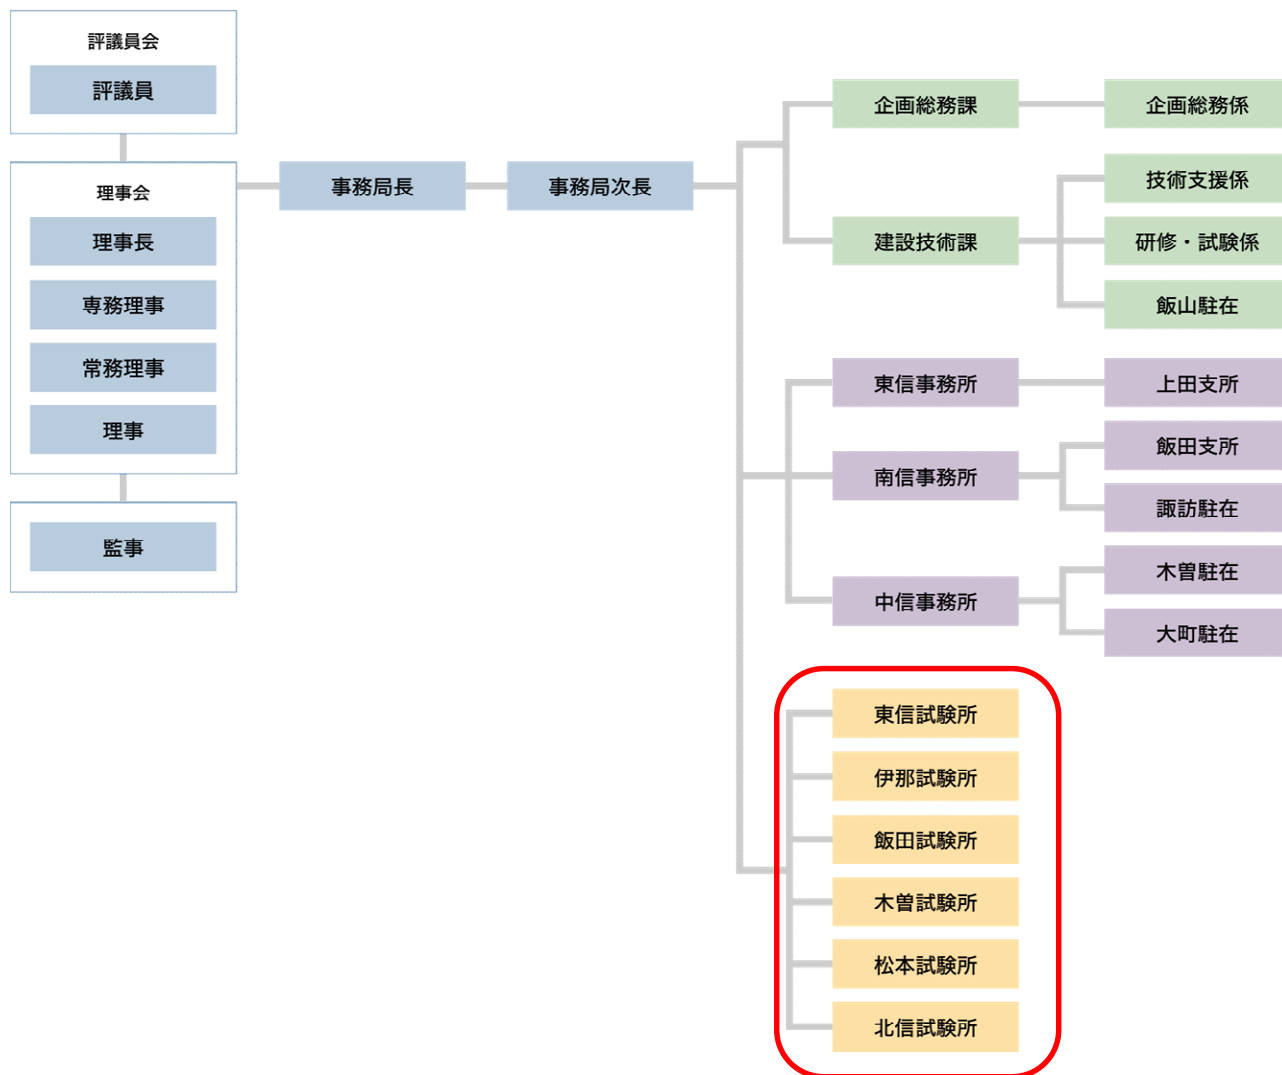 評議員会
評議員
理事会
理事長
専務理事
常務理事
理事
監事
事務局長
事務局次長
企画総務課
企画総務係
建設技術課
技術支援係
研修・試験係
飯山駐在
東信事務所
上田支所
南信事務所
飯田支所
諏訪駐在
中信事務所
木曽駐在
大町駐在
東信試験所
伊那試験所
飯田試験所
木曽試験所
松本試験所
北信試験所